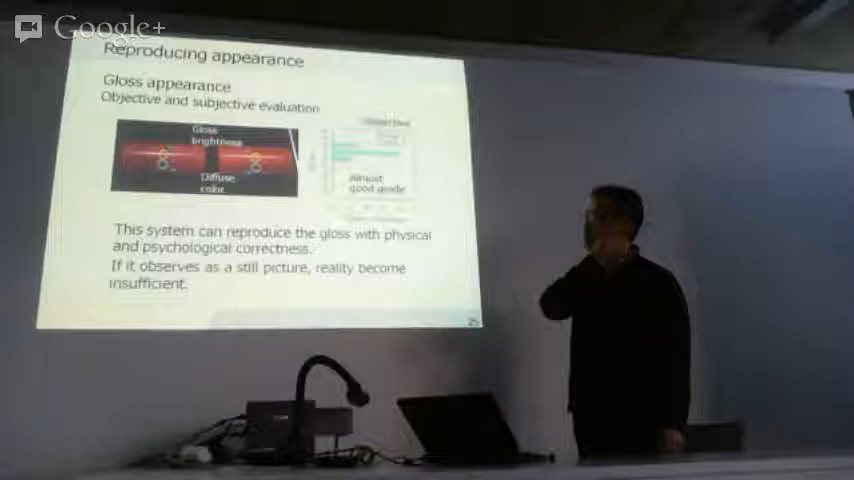 Google+
Reproducing appearance
Gloss appearance
Objective and subjective evaluation
Gloss
brightness
Diffuse
color
Almost
good grade
This system can reproduce the gloss with physical
and psychological correctness.
If it observes as a still picture, reality become
insufficient.